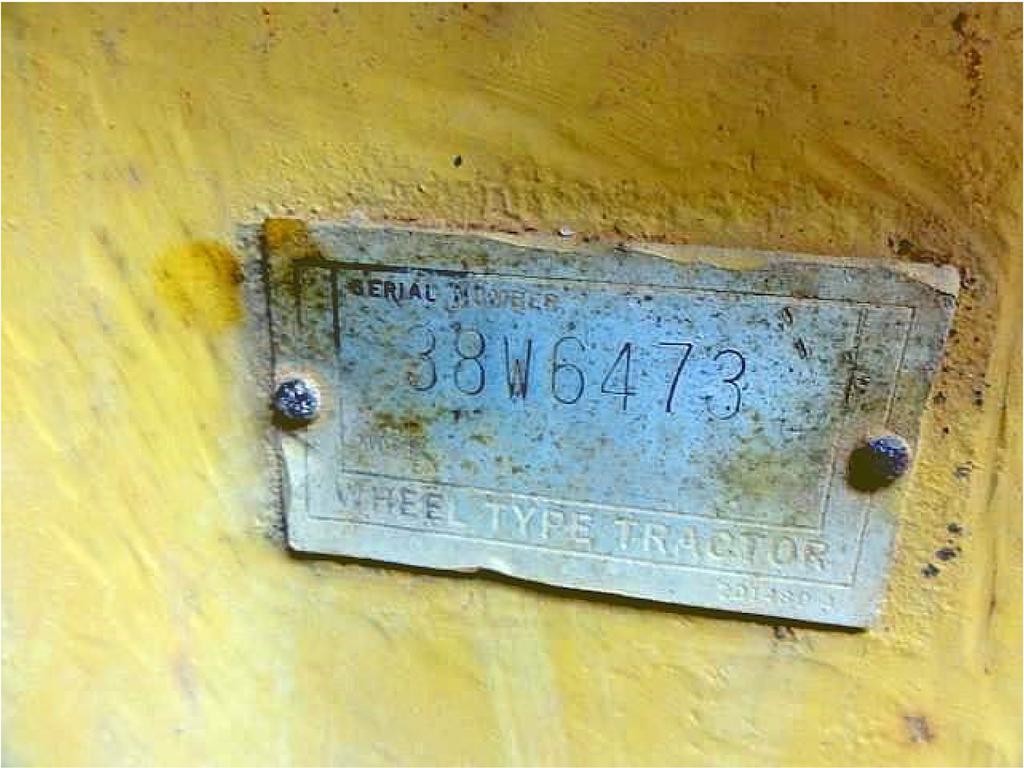 SERIAL NUMBER
38W6473
WHEEL TYPE TRACTOR